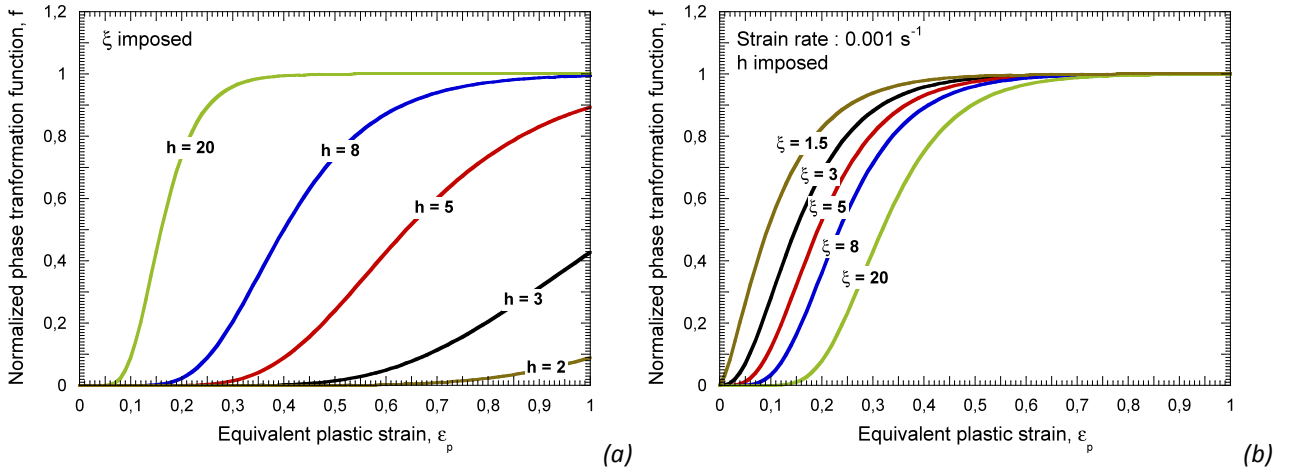 Normalized phase tranformation function, f
1,2
1
0,8
0,6
0,4
0,2
0
ξ imposed
h = 20
h = 8
h = 5
h = 3
h = 2
0 0,1 0,2 0,3 0,4 0,5 0,6 0,7 0,8 0,9 1
Equivalent plastic strain, εp
(a)
Normalized phase tranformation function, f
1,2
1
0,8
0,6
0,4
0,2
0
Strain rate : 0.001 s-1
h imposed
ξ = 1.5
ξ = 3
ξ = 5
ξ = 8
ξ = 20
0 0,1 0,2 0,3 0,4 0,5 0,6 0,7 0,8 0,9 1
Equivalent plastic strain, εp
(b)